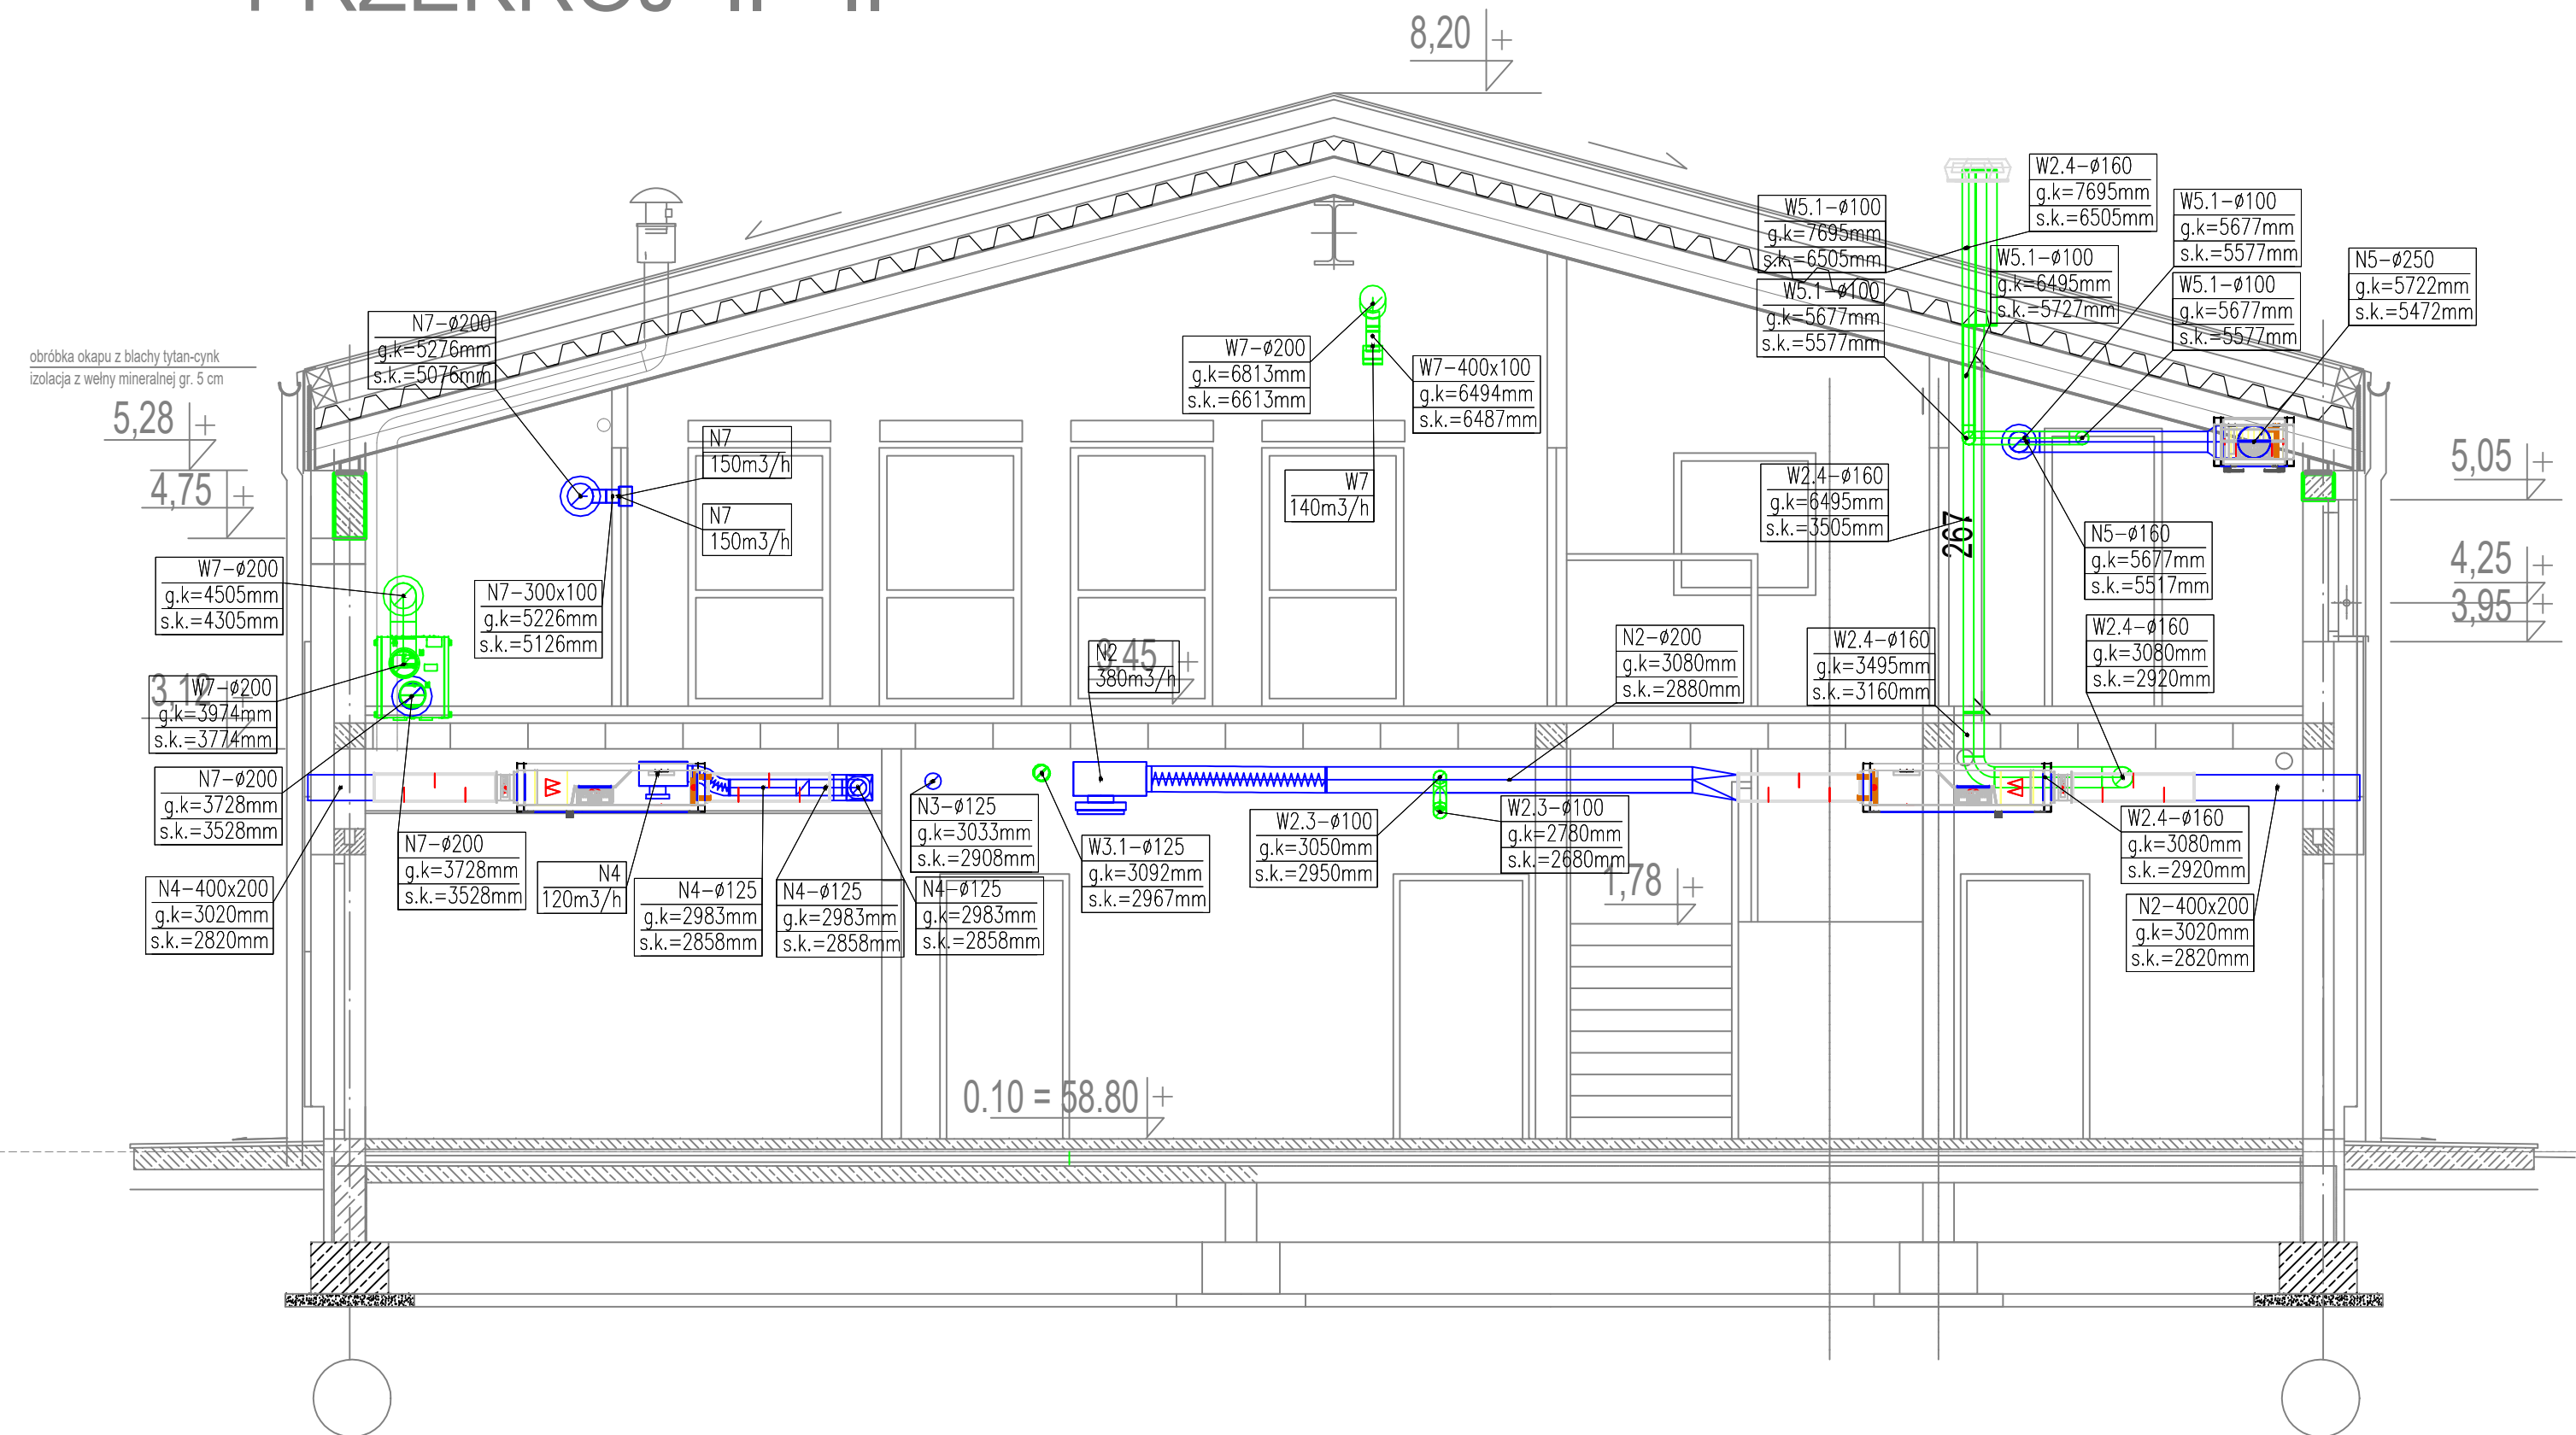 8,20
W2.4-ø160
g.k=7695mm
s.k.=6505mm
W5.1-ø100
g.k=7695mm
s.k.=6505mm
W5.1-ø100
g.k=5677mm
s.k.=5577mm
W5.1-ø100
g.k=6495mm
s.k.=5727mm
N5-ø250
g.k=5722mm
s.k.=5472mm
W5.1-ø100
g.k=5677mm
s.k.=5577mm
W5.1-ø100
g.k=5677mm
s.k.=5577mm
N7-ø200
g.k=5276mm
s.k.=5076mm
obróbka okapu z blachy tytan-cynk
izolacja z wełny mineralnej gr. 5 cm
W7-ø200
g.k=6813mm
s.k.=6613mm
W7-400x100
g.k=6494mm
s.k.=6487mm
5,28
N7
150m3/h
5,05
4,75
W7
140m3/h
W2.4-ø160
g.k=6495mm
s.k.=3505mm
267
N7
150m3/h
N5-ø160
g.k=5677mm
s.k.=5517mm
4,25
3,95
W7-ø200
g.k=4505mm
s.k.=4305mm
N7-300x100
g.k=5226mm
s.k.=5126mm
3,45
N2
380m3/h
N2-ø200
g.k=3080mm
s.k.=2880mm
W2.4-ø160
g.k=3495mm
s.k.=3160mm
W2.4-ø160
g.k=3080mm
s.k.=2920mm
3,12
W7-ø200
g.k=3974mm
s.k.=3774mm
N7-ø200
g.k=3728mm
s.k.=3528mm
N7-ø200
g.k=3728mm
s.k.=3528mm
N4
120m3/h
N3-ø125
g.k=3033mm
s.k.=2908mm
W3.1-ø125
g.k=3092mm
s.k.=2967mm
W2.3-ø100
g.k=3050mm
s.k.=2950mm
W2.3-ø100
g.k=2780mm
s.k.=2680mm
W2.4-ø160
g.k=3080mm
s.k.=2920mm
N4-400x200
g.k=3020mm
s.k.=2820mm
N4-ø125
g.k=2983mm
s.k.=2858mm
N4-ø125
g.k=2983mm
s.k.=2858mm
N4-ø125
g.k=2983mm
s.k.=2858mm
1,78
N2-400x200
g.k=3020mm
s.k.=2820mm
0.10 = 58.80